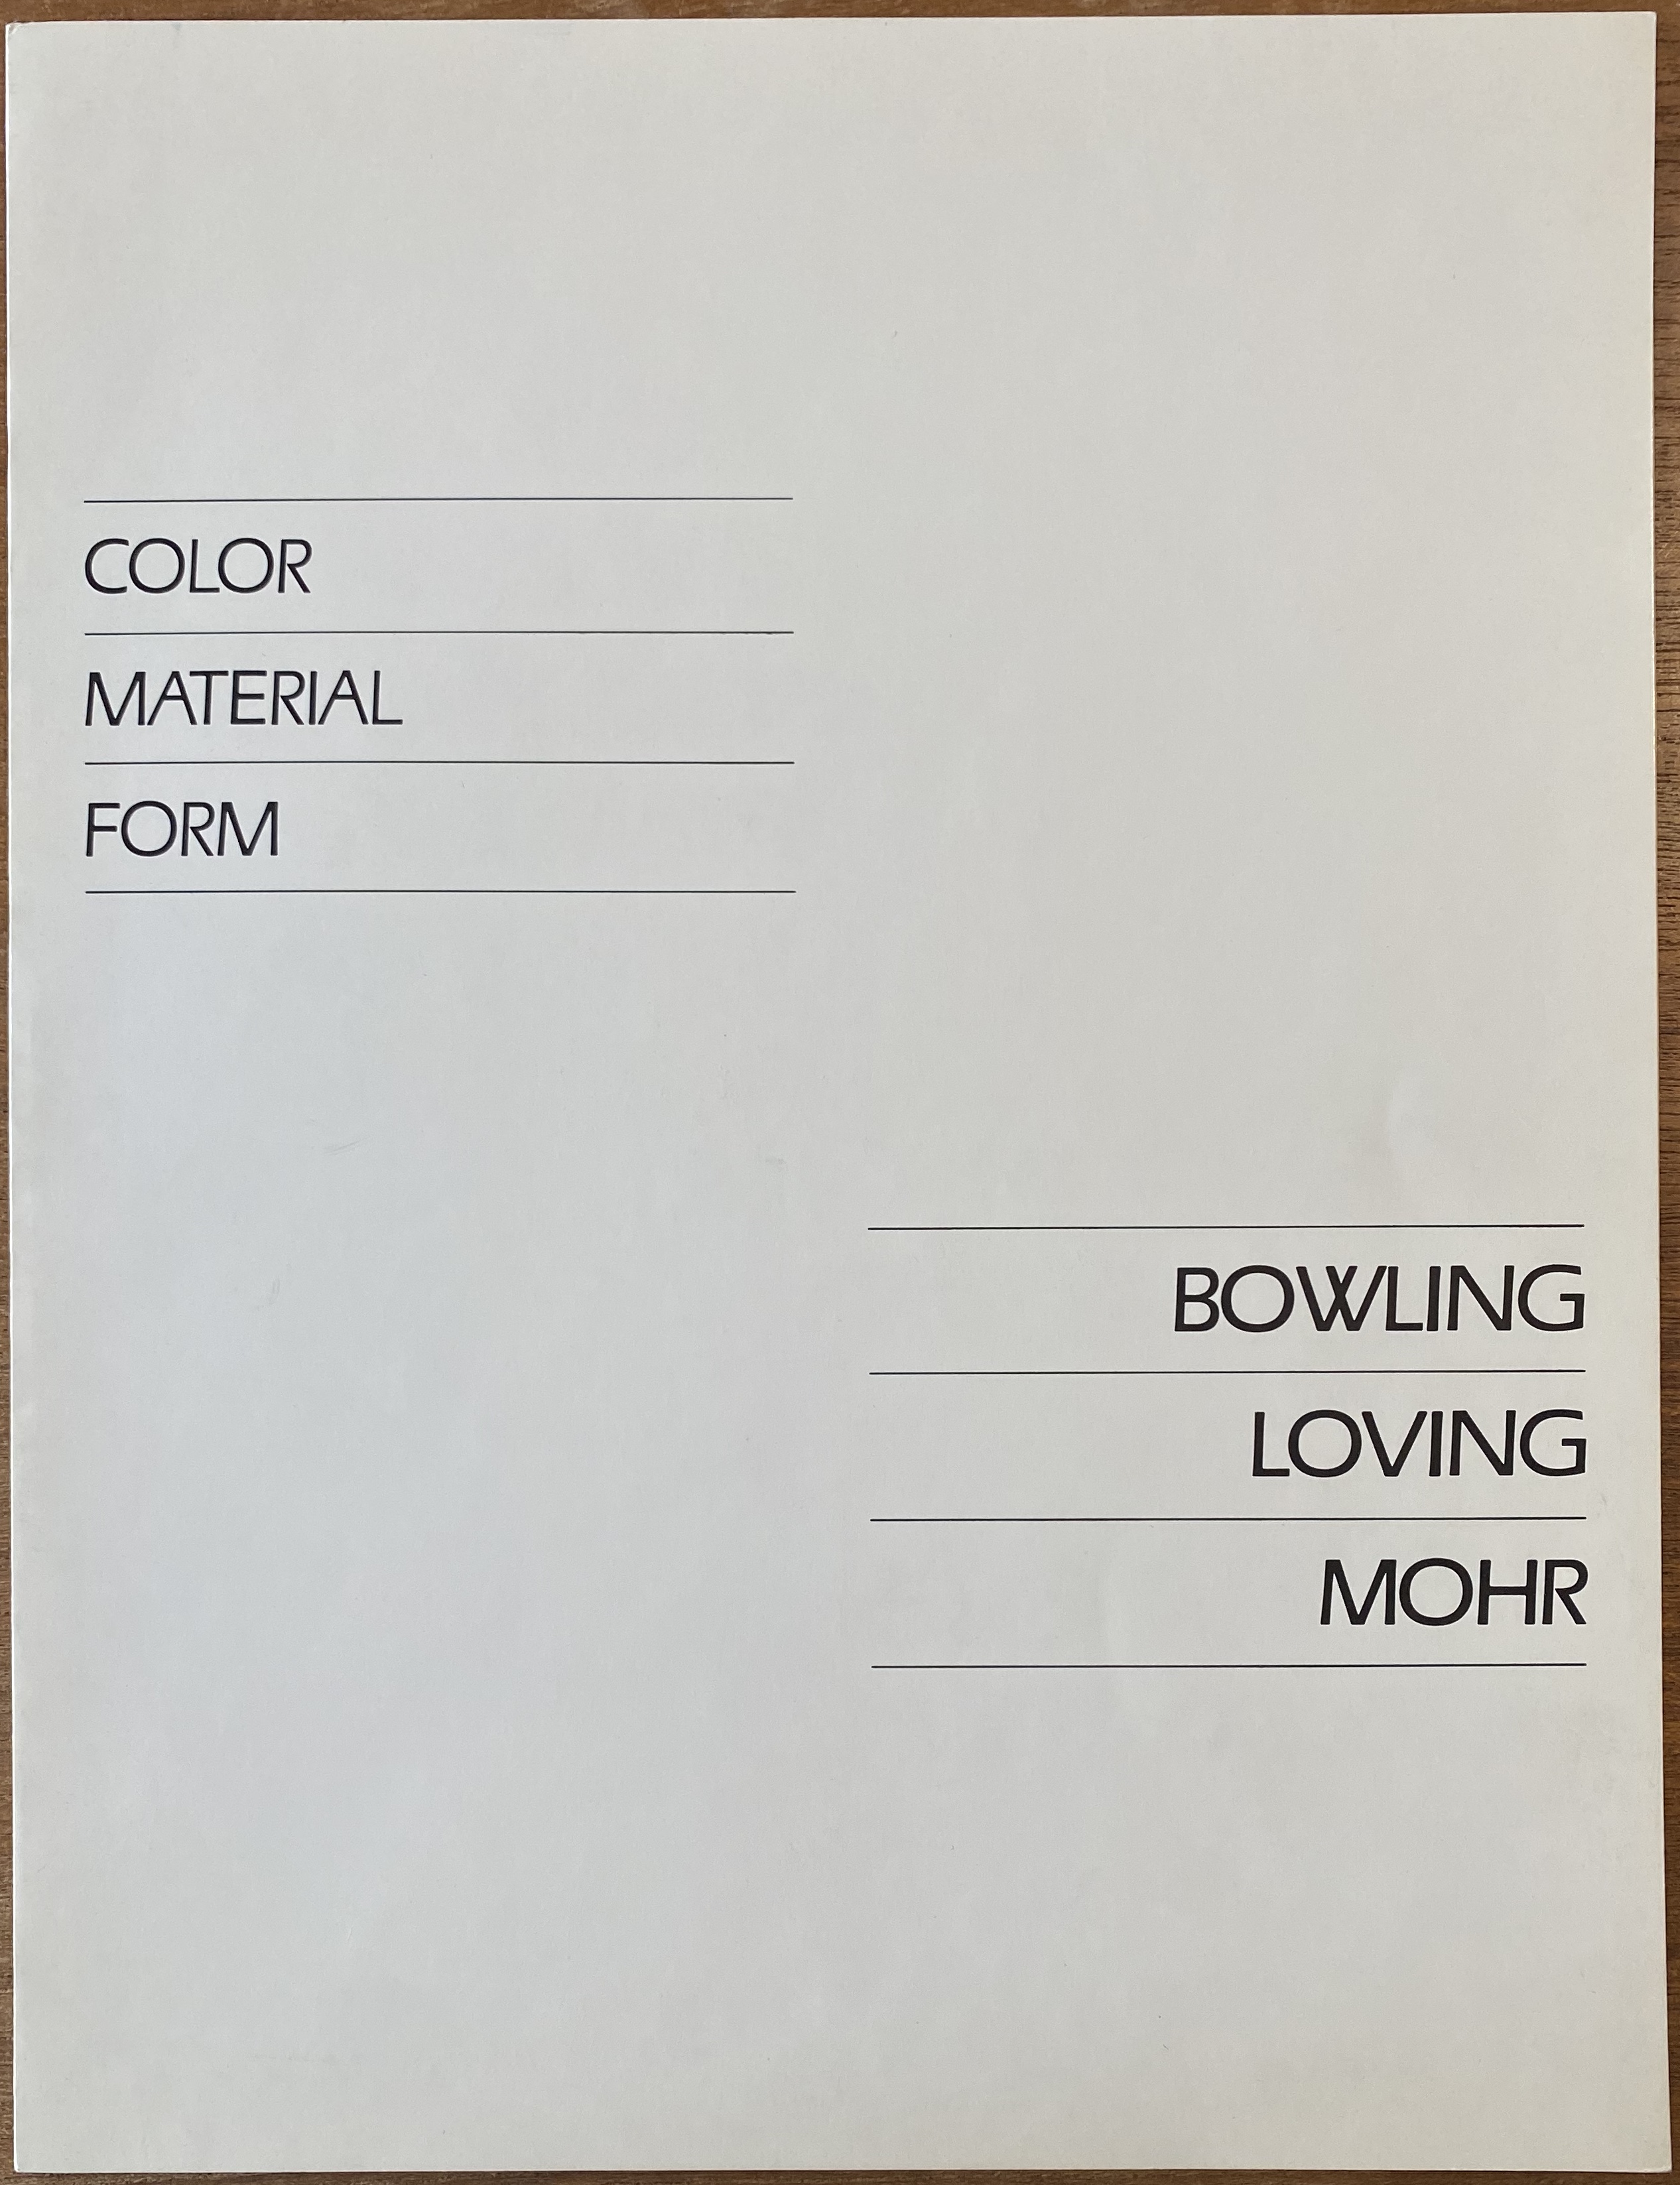 COLOR
MATERIAL
FORM
BOWLING
LOVING
MOHR